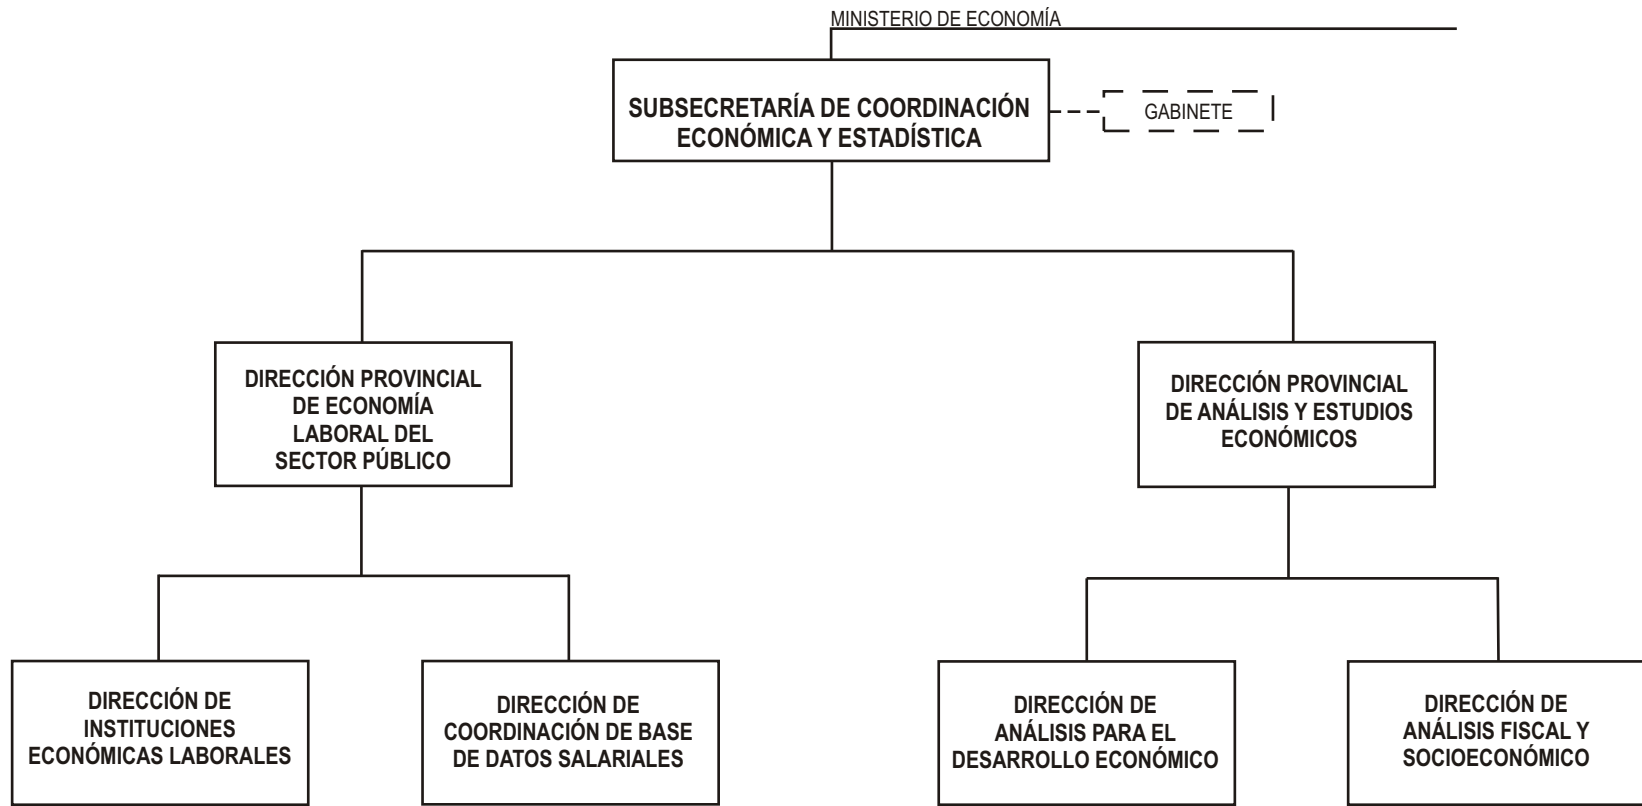 MINISTERIO DE ECONOMÍA
SUBSECRETARÍA DE COORDINACIÓN
ECONÓMICA Y ESTADÍSTICA
GABINETE
DIRECCIÓN PROVINCIAL
DE ECONOMÍA
LABORAL DEL
SECTOR PÚBLICO
DIRECCIÓN PROVINCIAL
DE ANÁLISIS Y ESTUDIOS
ECONÓMICOS
DIRECCIÓN DE
INSTITUCIONES
ECONÓMICAS LABORALES
DIRECCIÓN DE
COORDINACIÓN DE BASE
DE DATOS SALARIALES
DIRECCIÓN DE
ANÁLISIS PARA EL
DESARROLLO ECONÓMICO
DIRECCIÓN DE
ANÁLISIS FISCAL Y
SOCIOECONÓMICO